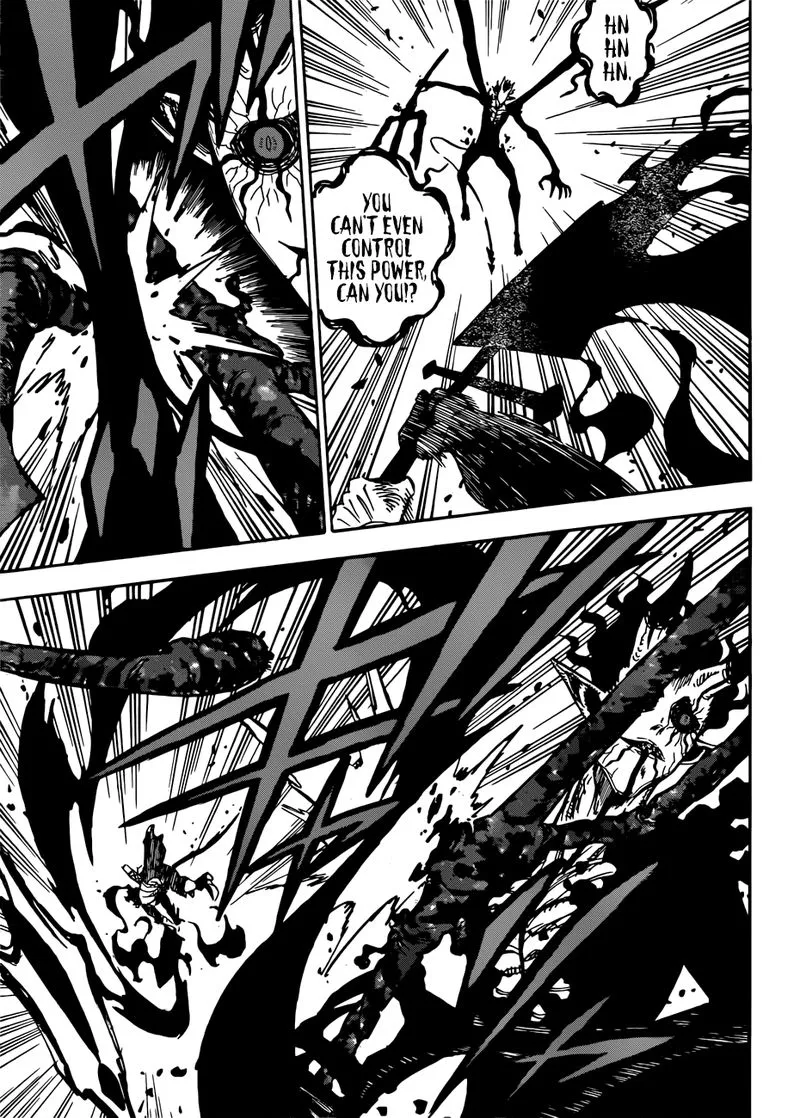 HN
HN
HN.
YOU
CAN'T EVEN
CONTROL
THIS POWER,
CAN YOU!?